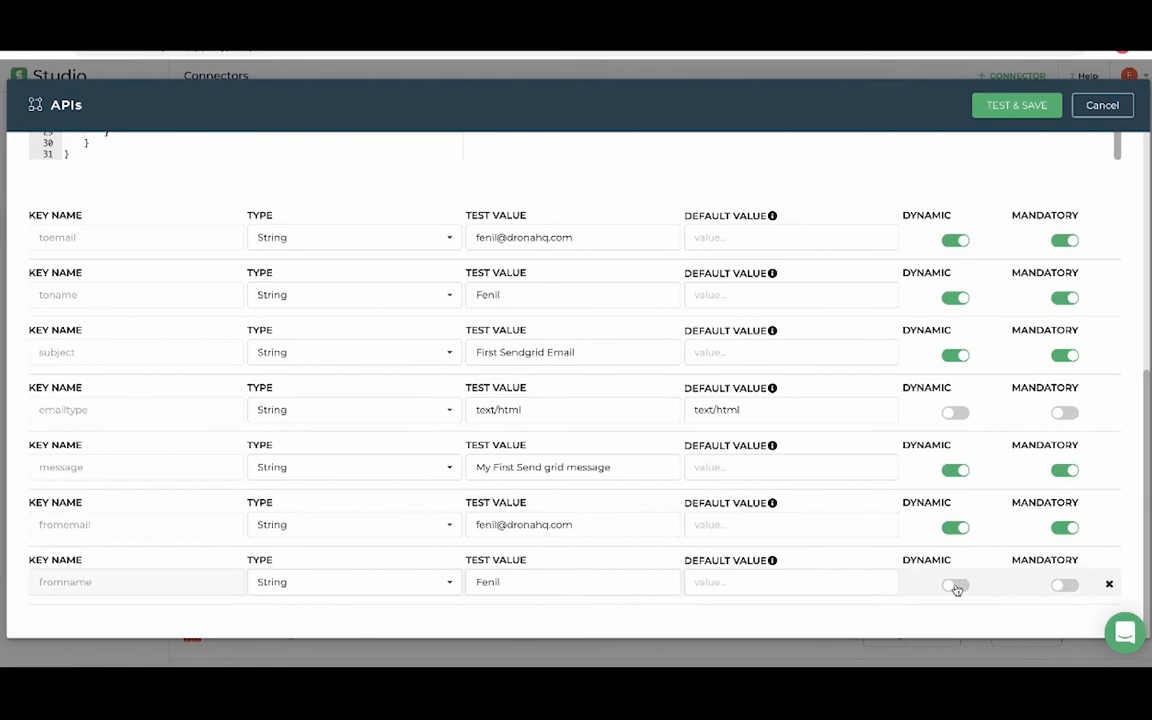 Studio
Connectors
+ CONNECTOR
? Help
E
APIs
TEST & SAVE
Cancel
29 }
30 }
31 }
KEY NAME TYPE TEST VALUE DEFAULT VALUE DYNAMIC MANDATORY
toemail String fenil@dronahq.com value...
KEY NAME TYPE TEST VALUE DEFAULT VALUE DYNAMIC MANDATORY
toname String Fenil value...
KEY NAME TYPE TEST VALUE DEFAULT VALUE DYNAMIC MANDATORY
subject String First Sendgrid Email value...
KEY NAME TYPE TEST VALUE DEFAULT VALUE DYNAMIC MANDATORY
emailtype String text/html text/html
KEY NAME TYPE TEST VALUE DEFAULT VALUE DYNAMIC MANDATORY
message String My First Send grid message value...
KEY NAME TYPE TEST VALUE DEFAULT VALUE DYNAMIC MANDATORY
fromemail String fenil@dronahq.com value...
KEY NAME TYPE TEST VALUE DEFAULT VALUE DYNAMIC MANDATORY
fromname String Fenil value...